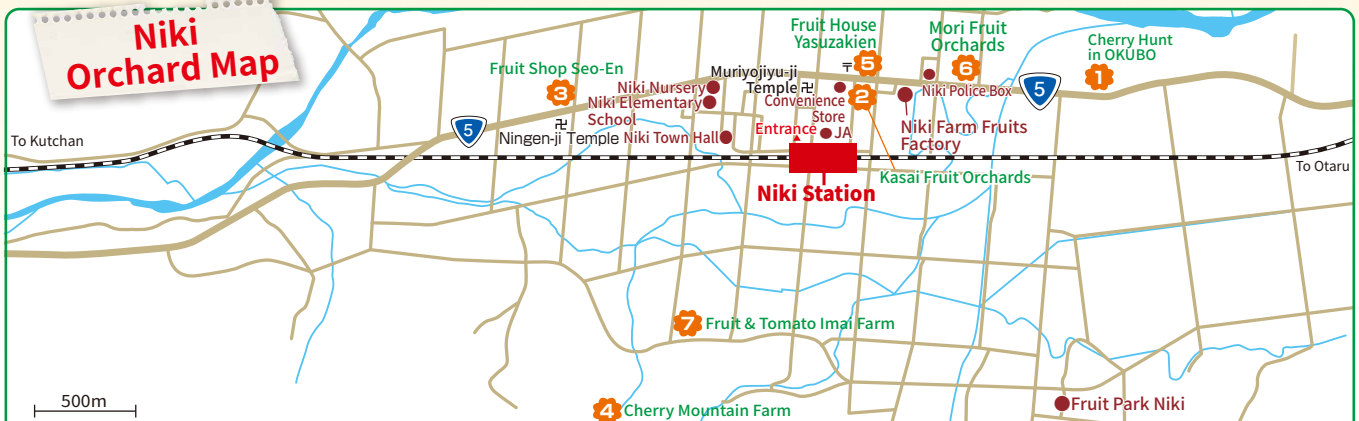 Niki
Orchard Map
Fruit House
Yasuzakien
Mori Fruit
Orchards
Cherry Hunt
in OKUBO
Fruit Shop Seo-En
Muriyojiyu-ji
Temple 卍
〒
5
6
1
3
2
5
Niki Nursery
Niki Elementary
School
Convenience
Store
Niki Police Box
5
卍
Ningen-ji Temple
Niki Town Hall
Entrance
JA
Niki Farm Fruits
Factory
To Kutchan
To Otaru
Kasai Fruit Orchards
Niki Station
7
Fruit & Tomato Imai Farm
500m
4
Cherry Mountain Farm
Fruit Park Niki